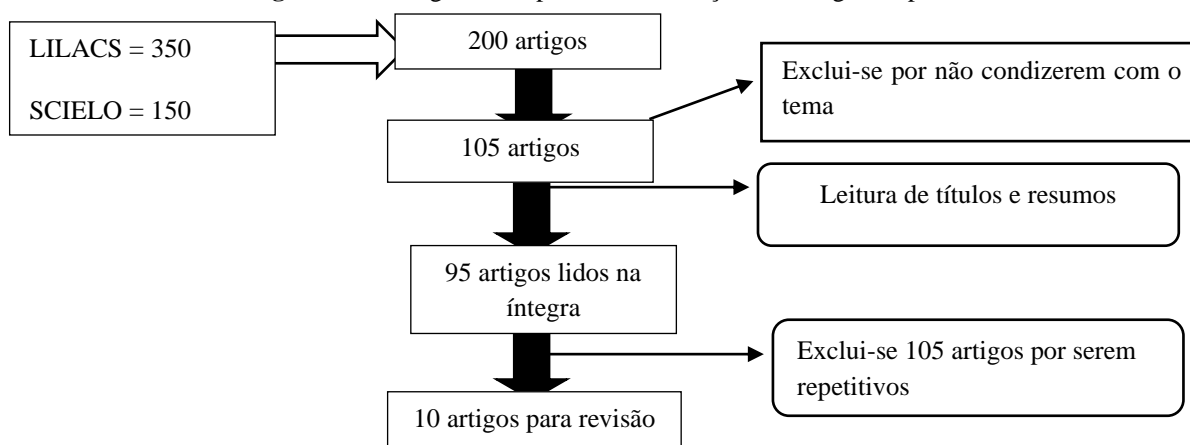 LILACS = 350
SCIELO = 150
200 artigos
Exclui-se por não condizerem com o
tema
105 artigos
Leitura de títulos e resumos
95 artigos lidos na
íntegra
Exclui-se 105 artigos por serem
repetitivos
10 artigos para revisão